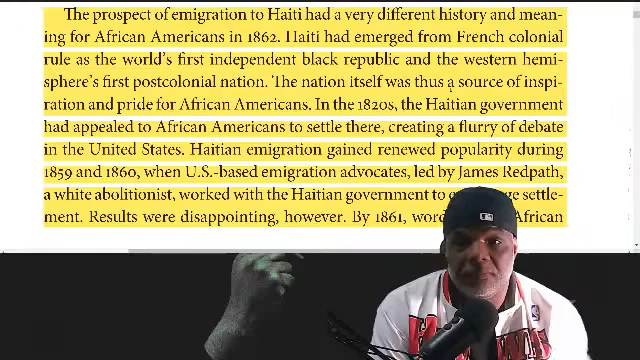 The prospect of emigration to Haiti had a very different history and mean-
ing for African Americans in 1862. Haiti had emerged from French colonial
rule as the world's first independent black republic and the western hemi-
sphere's first postcolonial nation. The nation itself was thus a source of inspi-
ration and pride for African Americans. In the 1820s, the Haitian government
had appealed to African Americans to settle there, creating a flurry of debate
in the United States. Haitian emigration gained renewed popularity during
1859 and 1860, when U.S.-based emigration advocates, led by James Redpath,
a white abolitionist, worked with the Haitian government to settle-
ment. Results were disappointing, however. By 1861, African